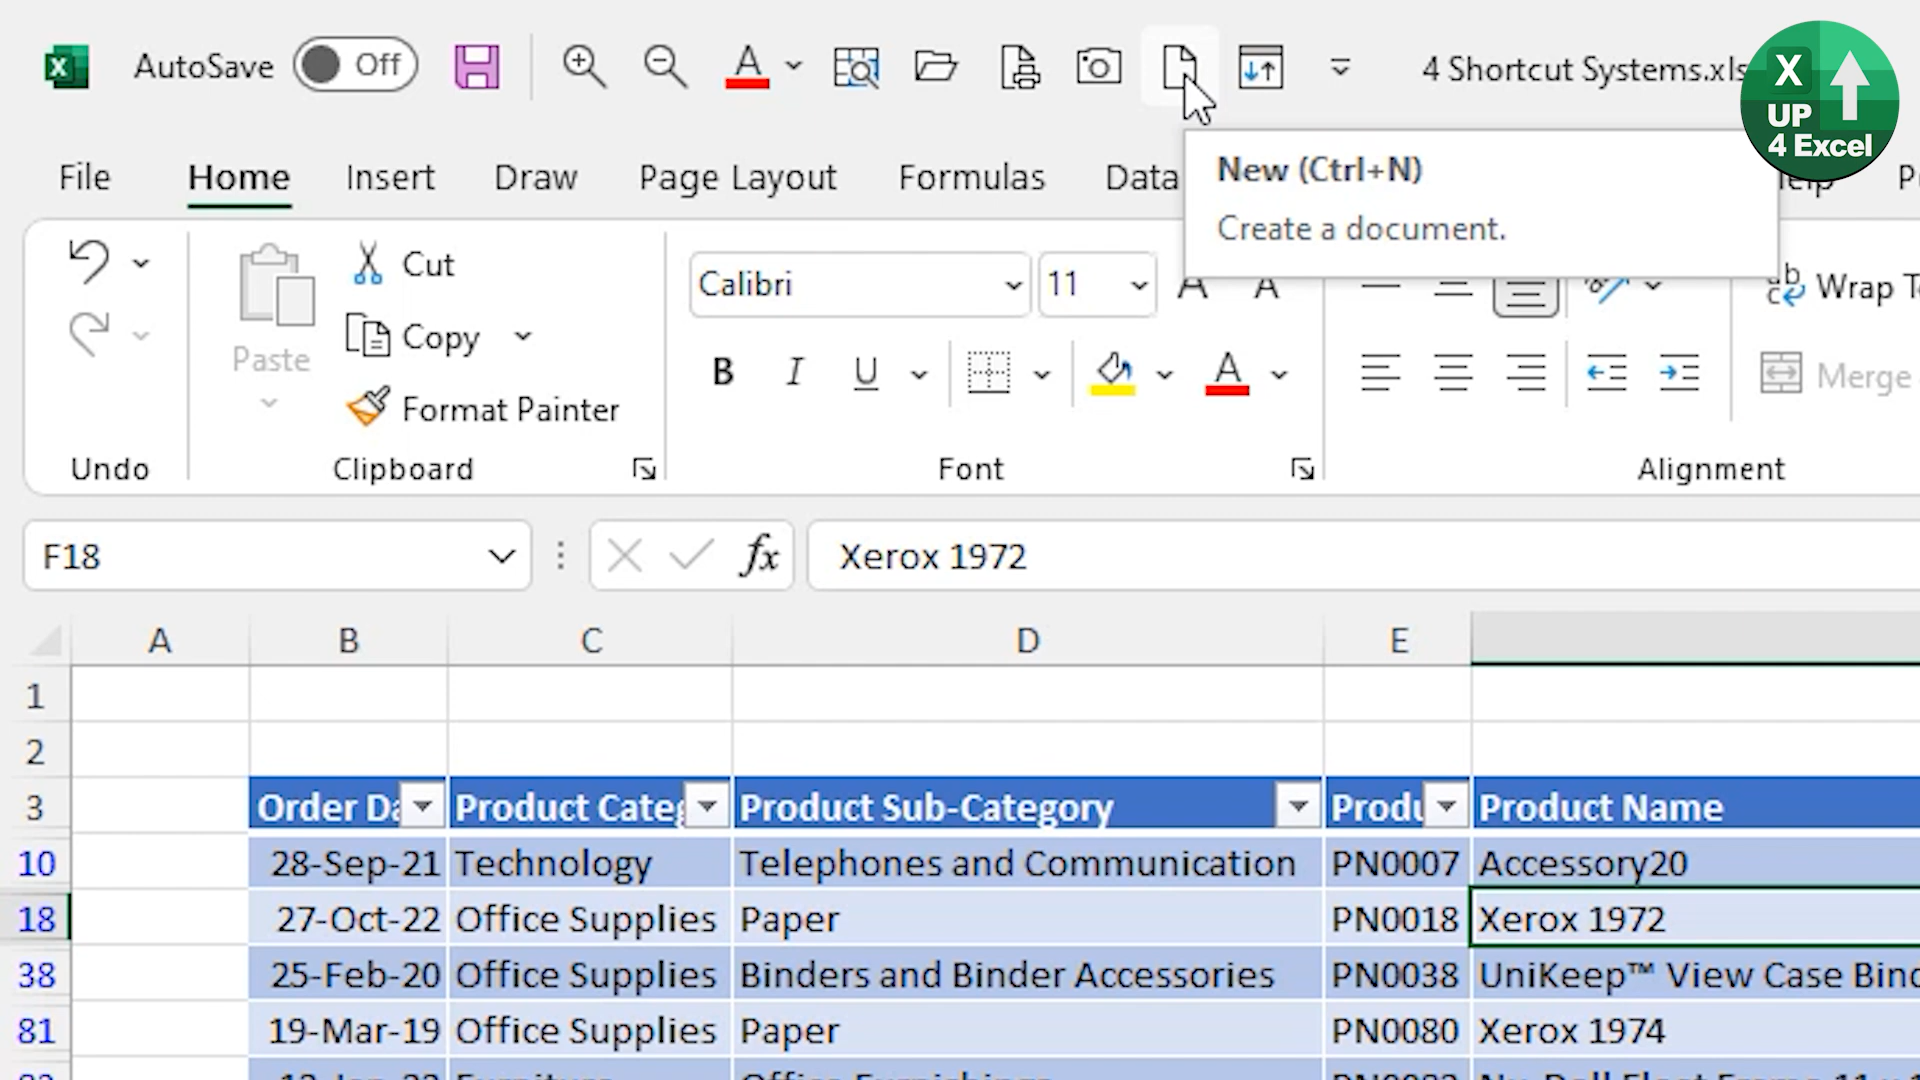 AutoSave Off
4 Shortcut Systems.xls
X
UP
4 Excel
File Home Insert Draw Page Layout Formulas Data
New (Ctrl+N)
Create a document.
Paste
Cut
Copy
Format Painter
Calibri 11
A A
B I U A
ab
c
Wrap
Merge
Undo Clipboard Font Alignment
F18 fx Xerox 1972
A B C D E
1
2
3 Order Da Product Categ Product Sub-Category Produ Product Name
10 28-Sep-21 Technology Telephones and Communication PN0007 Accessory20
18 27-Oct-22 Office Supplies Paper PN0018 Xerox 1972
38 25-Feb-20 Office Supplies Binders and Binder Accessories PN0038 UniKeep™ View Case Bind
81 19-Mar-19 Office Supplies Paper PN0080 Xerox 1974